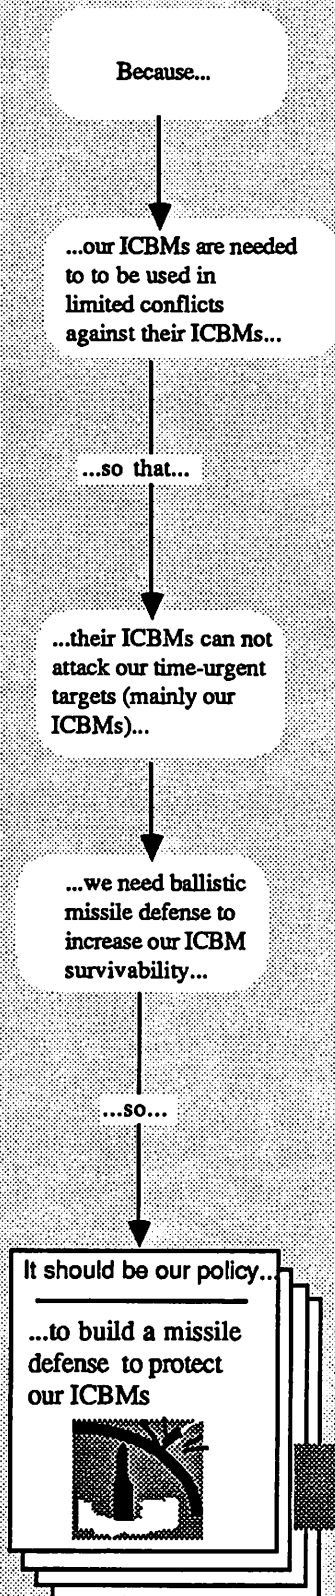 Because...
...our ICBMs are needed
to to be used in
limited conflicts
against their ICBMs...
...so that...
...their ICBMs can not
attack our time-urgent
targets (mainly our
ICBMs)...
...we need ballistic
missile defense to
increase our ICBM
survivability...
...so...
It should be our policy...
...to build a missile
defense to protect
our ICBMs